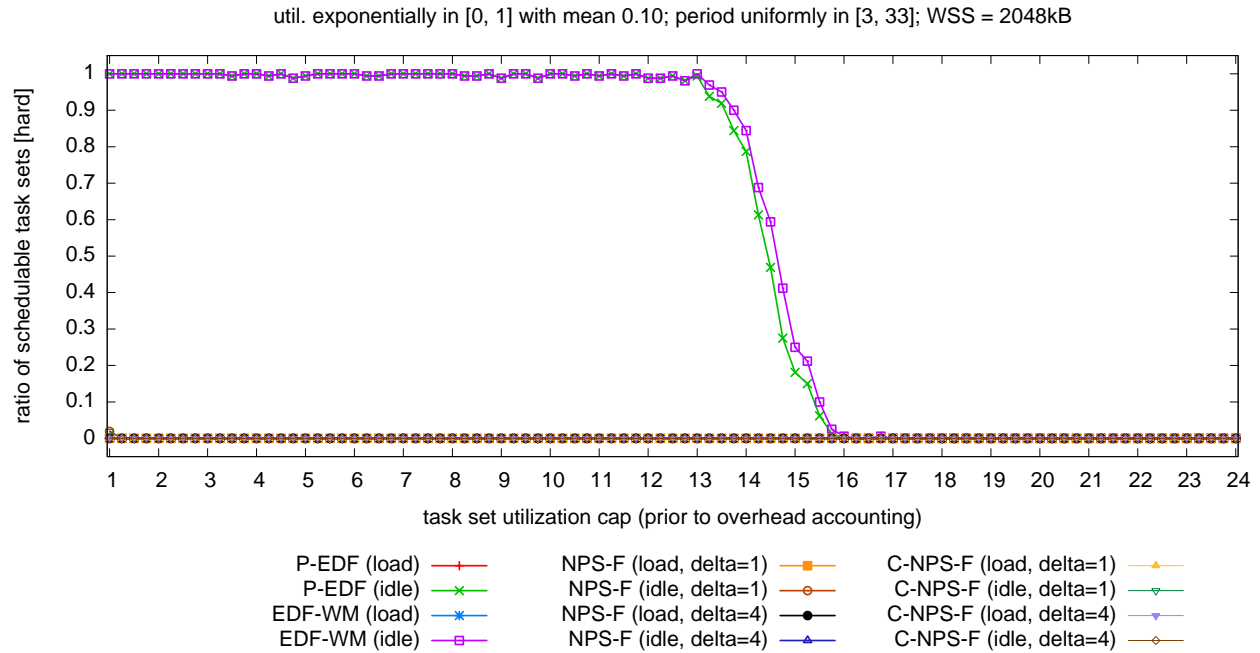 util. exponentially in [0, 1] with mean 0.10; period uniformly in [3, 33]; WSS = 2048kB
ratio of schedulable task sets [hard]
1
0.9
0.8
0.7
0.6
0.5
0.4
0.3
0.2
0.1
0
1 2 3 4 5 6 7 8 9 10 11 12 13 14 15 16 17 18 19 20 21 22 23 24
task set utilization cap (prior to overhead accounting)
P-EDF (load) NPS-F (load, delta=1) C-NPS-F (load, delta=1)
P-EDF (idle) NPS-F (idle, delta=1) C-NPS-F (idle, delta=1)
EDF-WM (load) NPS-F (load, delta=4) C-NPS-F (load, delta=4)
EDF-WM (idle) NPS-F (idle, delta=4) C-NPS-F (idle, delta=4)